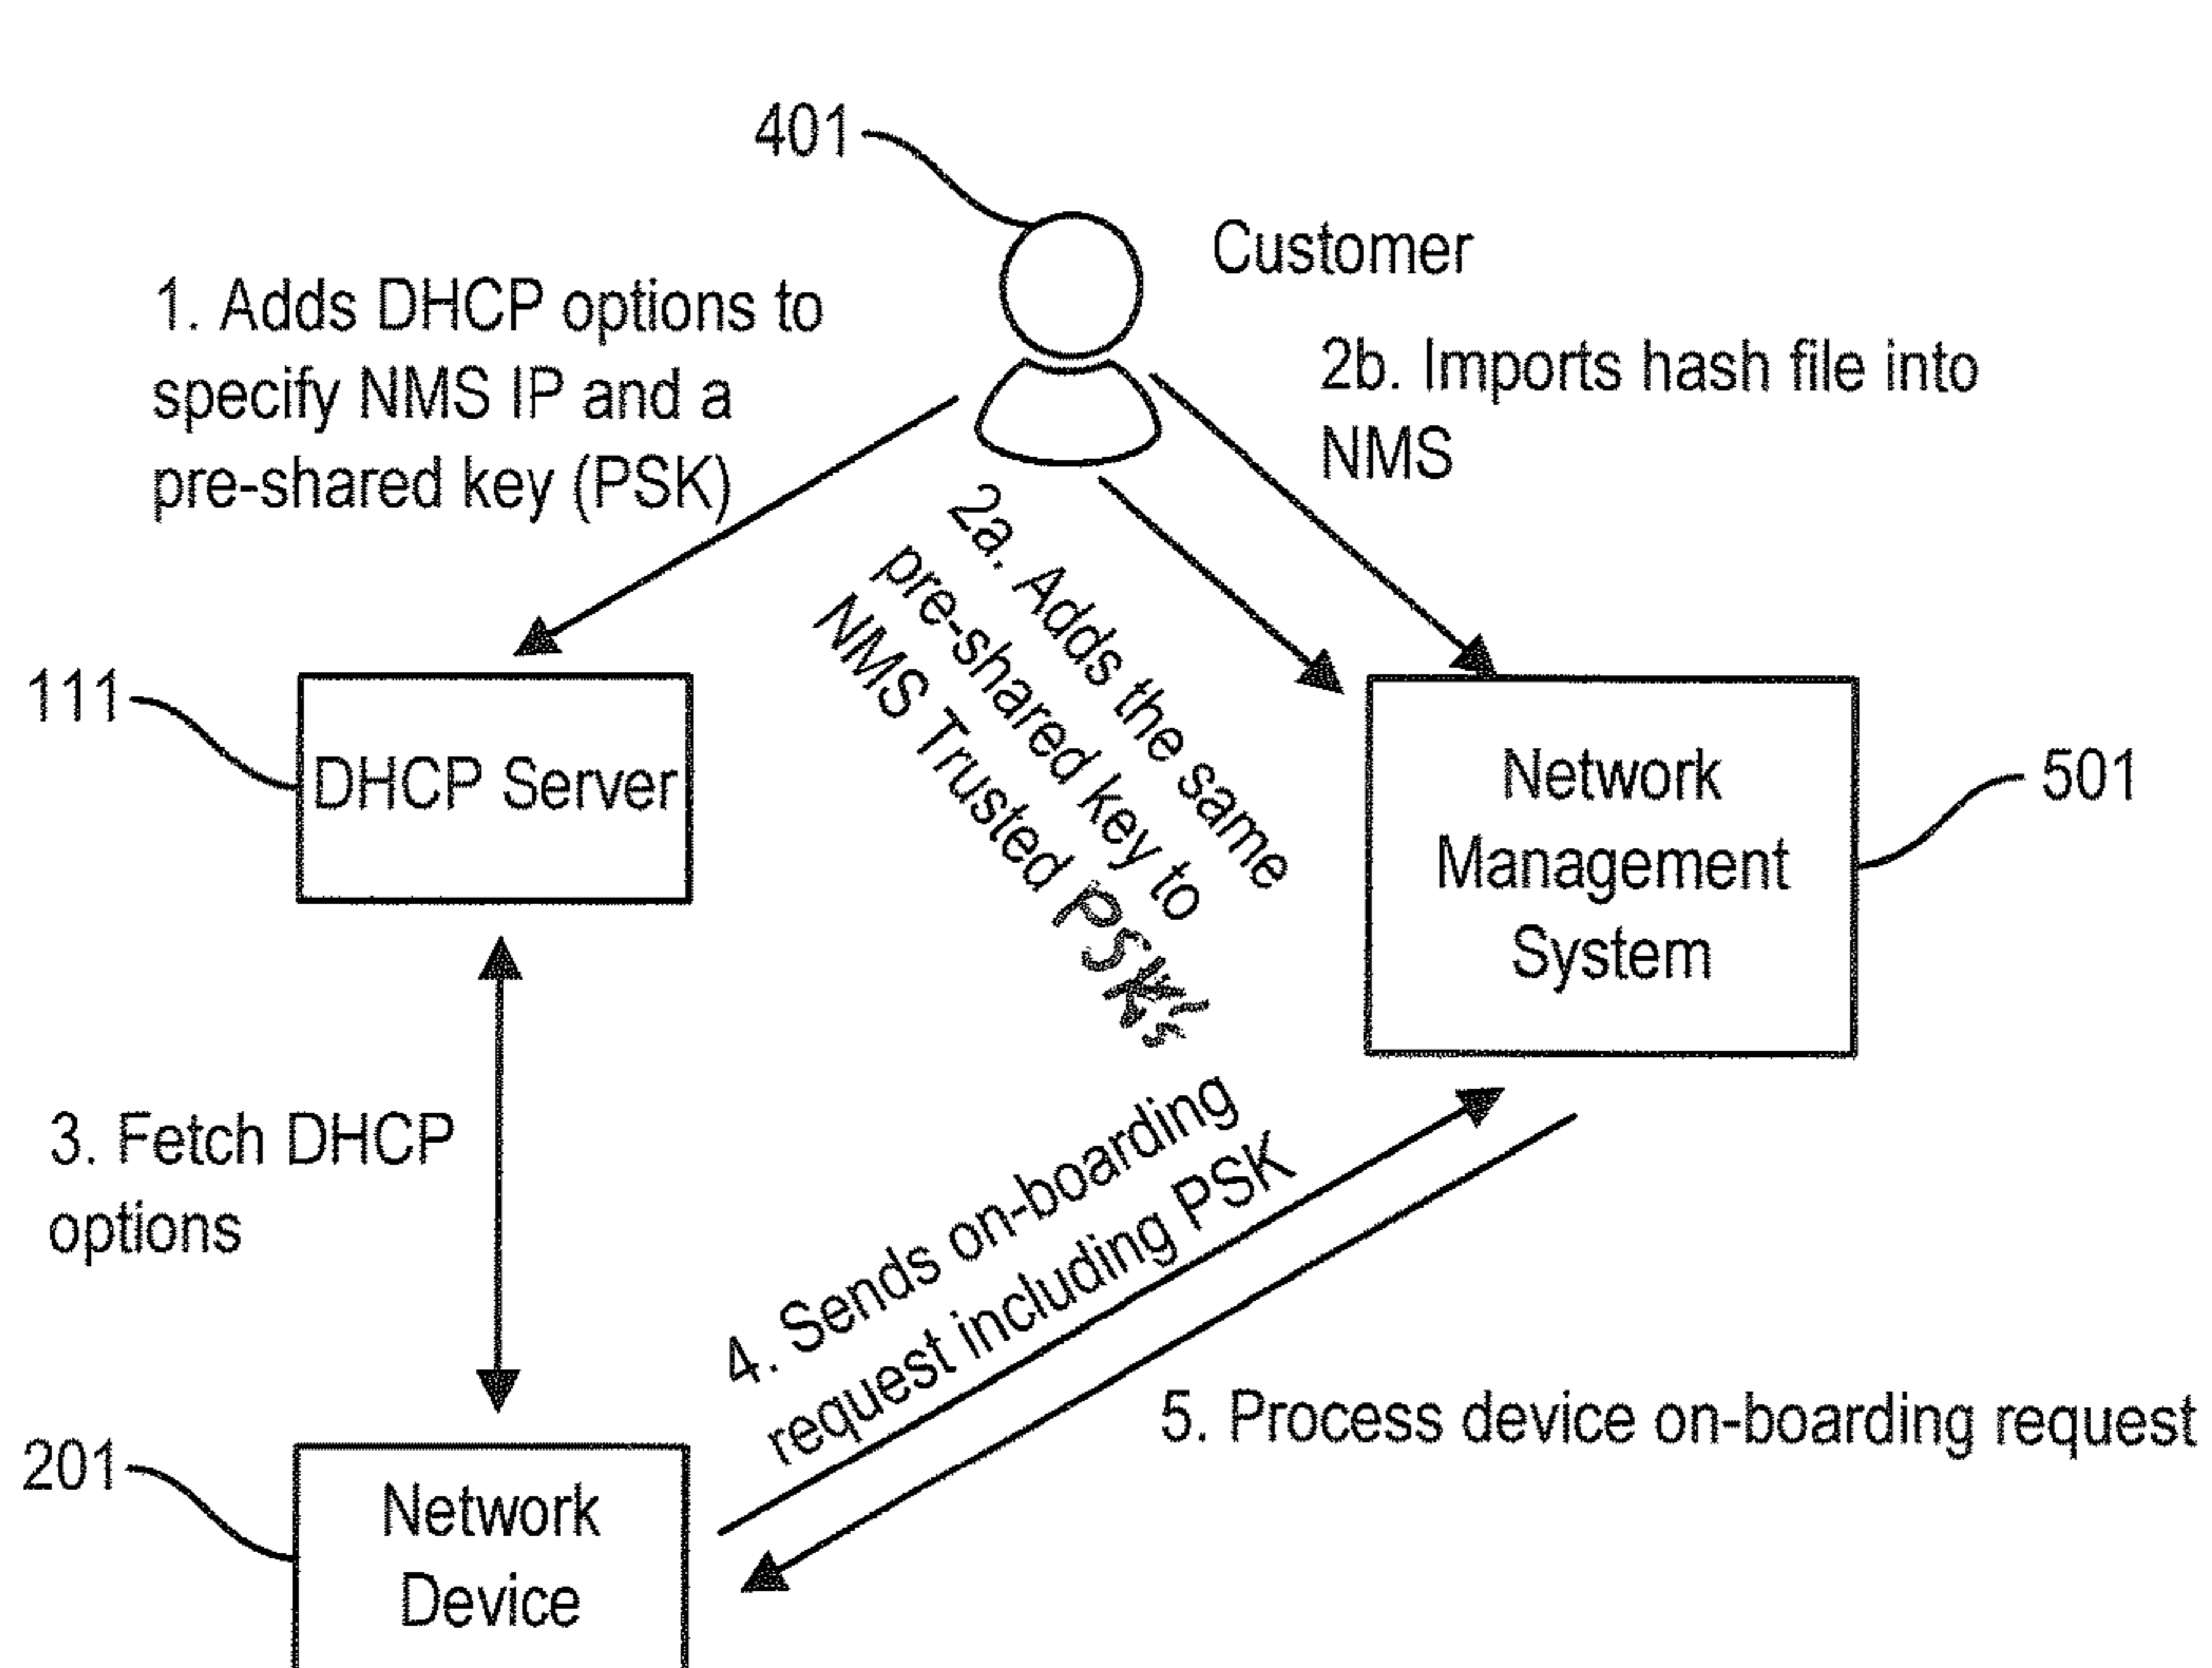 401
Customer
1. Adds DHCP options to
specify NMS IP and a
pre-shared key (PSK)
2b. Imports hash file into
NMS
2a. Adds the same
pre-shared key to
NMS Trusted PSK's
111
DHCP Server
Network
Management
System
501
3. Fetch DHCP
options
4. Sends on-boarding
request including PSK
5. Process device on-boarding request
201
Network
Device